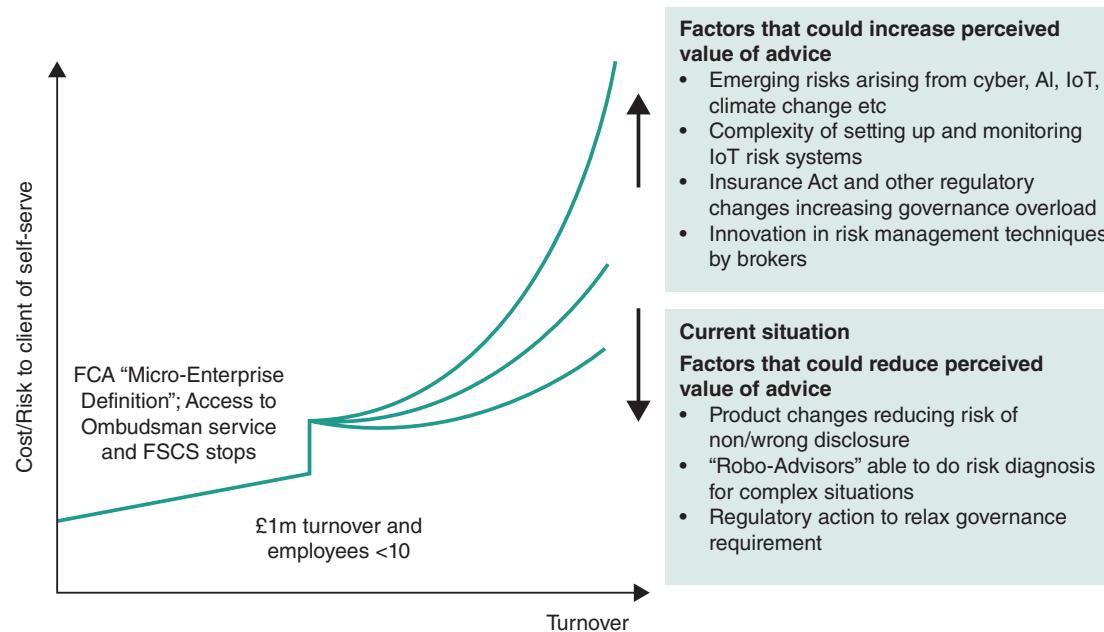 Cost/Risk to client of self-serve
FCA “Micro-Enterprise
Definition”; Access to
Ombudsman service
and FSCS stops
£1m turnover and
employees <10
Turnover
Factors that could increase perceived
value of advice
• Emerging risks arising from cyber, AI, IoT,
climate change etc
• Complexity of setting up and monitoring
IoT risk systems
• Insurance Act and other regulatory
changes increasing governance overload
• Innovation in risk management techniques
by brokers
Current situation
Factors that could reduce perceived
value of advice
• Product changes reducing risk of
non/wrong disclosure
• “Robo-Advisors” able to do risk diagnosis
for complex situations
• Regulatory action to relax governance
requirement